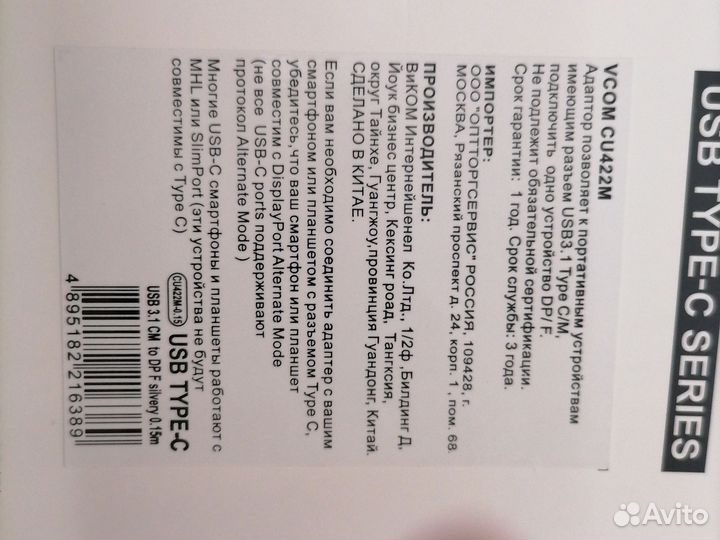 USB TYPE-C SERIES
VCOM CU422M
Адаптор позволяет к портативным устройствам
имеющим разъем USB3.1 Type C/M,
подключить одно устройство DP/F.
Не подлежит обязательной сертификации.
Срок гарантии: 1 год. Срок службы: 3 года.
ИМПОРТЕР:
ООО"ОПТТОРГСЕРВИС" РОССИЯ, 109428, г.
МОСКВА, Рязанский проспект д. 24, корп. 1 , пом. 68
ПРОИЗВОДИТЕЛЬ:
ВиКОМ Интернейшенел Ко.Лтд., 1/2ф ,Билдинг Д,
Йоук бизнес центр, Кексинг роад, Тангксия,
округ Тайнхе, Гуангжоу,провинция Гуандонг, Китай.
СДЕЛАНО В КИТАЕ.
Если вам необходимо соединить адаптер с вашим
смартфоном или планшетом с разъемом Type C,
убедитесь,что ваш смартфон или планшет
совместим с DisplayPort Alternate Mode
(не все USB-C ports поддерживают
протокол Alternate Mode )
Многие USB-C смартфоны и планшеты работают с
MHL или SlimPort (эти устройства не будут
совместимы с Type C)
CU422M-0.15 USB TYPE-C
USB 3.1 CM to DP F silvery 0.15m
4 895182 216389
Avito